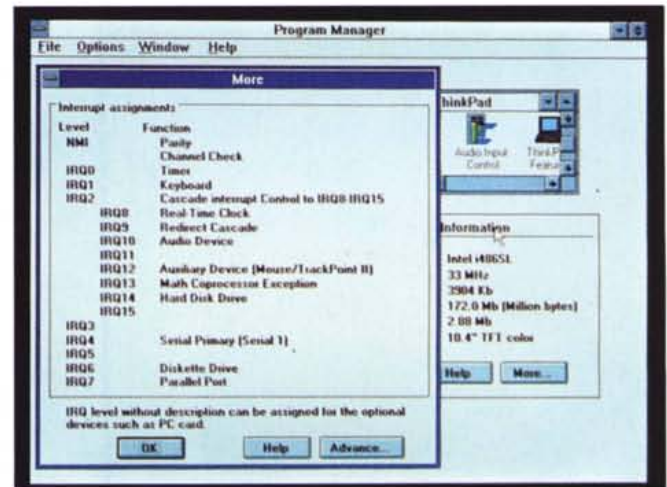 Program Manager
File Options Window Help
More
Interrupt assignments
Level Function
NMI Parity
Channel Check
IRQ0 Timer
IRQ1 Keyboard
IRQ2 Cascade interrupt Control to IRQ8-IRQ15
IRQ8 Real-Time Clock
IRQ9 Redirect Cascade
IRQ10 Audio Device
IRQ11
IRQ12 Auxiliary Device (Mouse/TrackPoint II)
IRQ13 Math Coprocessor Exception
IRQ14 Hard Disk Drive
IRQ15
IRQ3
IRQ4 Serial Primary (Serial 1)
IRQ5
IRQ6 Diskette Drive
IRQ7 Parallel Port
IRQ level without description can be assigned for the optional
devices such as PC card.
OK Help Advance...
hinkPad
Audio Input
Control
ThinkP
Featur
Information
Intel i486SL
33 MHz
3904 Kb
172.0 Mb (Million bytes)
2.88 Mb
10.4" TFT color
Help More...